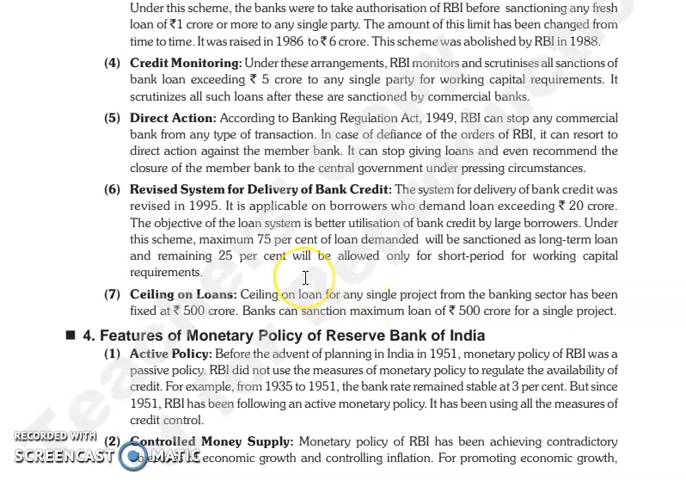 Under this scheme, the banks were to take authorisation of RBI before sanctioning any fresh
loan of ₹1 crore or more to any single party. The amount of this limit has been changed from
time to time. It was raised in 1986 to ₹ 6 crore. This scheme was abolished by RBI in 1988.
(4) Credit Monitoring: Under these arrangements, RBI monitors and scrutinises all sanctions of
bank loan exceeding ₹ 5 crore to any single party for working capital requirements. It
scrutinizes all such loans after these are sanctioned by commercial banks.
(5) Direct Action: According to Banking Regulation Act, 1949, RBI can stop any commercial
bank from any type of transaction. In case of defiance of the orders of RBI, it can resort to
direct action against the member bank. It can stop giving loans and even recommend the
closure of the member bank to the central government under pressing circumstances.
(6) Revised System for Delivery of Bank Credit: The system for delivery of bank credit was
revised in 1995. It is applicable on borrowers who demand loan exceeding ₹ 20 crore.
The objective of the loan system is better utilisation of bank credit by large borrowers. Under
this scheme, maximum 75 per cent of loan demanded will be sanctioned as long-term loan
and remaining 25 per cent will be allowed only for short-period for working capital
requirements.
(7) Ceiling on Loans: Ceiling on loan for any single project from the banking sector has been
fixed at ₹ 500 crore. Banks can sanction maximum loan of ₹ 500 crore for a single project.
■ 4. Features of Monetary Policy of Reserve Bank of India
(1) Active Policy: Before the advent of planning in India in 1951, monetary policy of RBI was a
passive policy. RBI did not use the measures of monetary policy to regulate the availability of
credit. For example, from 1935 to 1951, the bank rate remained stable at 3 per cent. But since
1951, RBI has been following an active monetary policy. It has been using all the measures of
credit control.
(2) Controlled Money Supply: Monetary policy of RBI has been achieving contradictory
economic growth and controlling inflation. For promoting economic growth,
RECORDED WITH
SCREENCAST MATIC
Teachers Copy